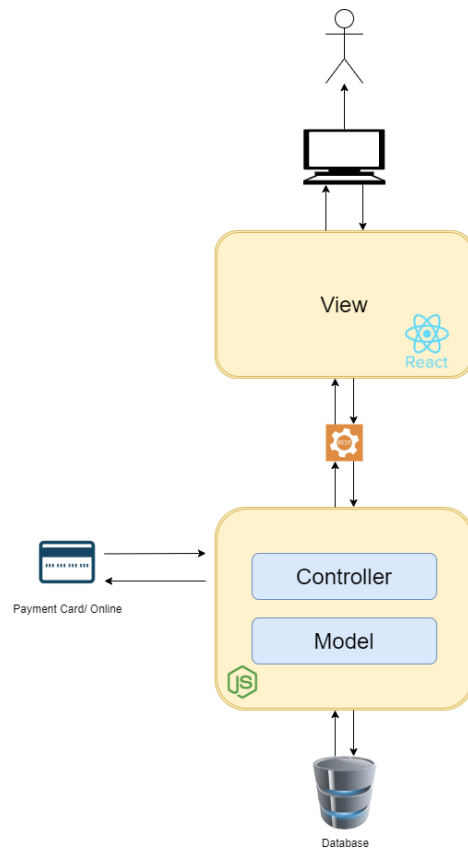 View
React
REST
Controller
Payment Card/ Online
Model
JS
Database